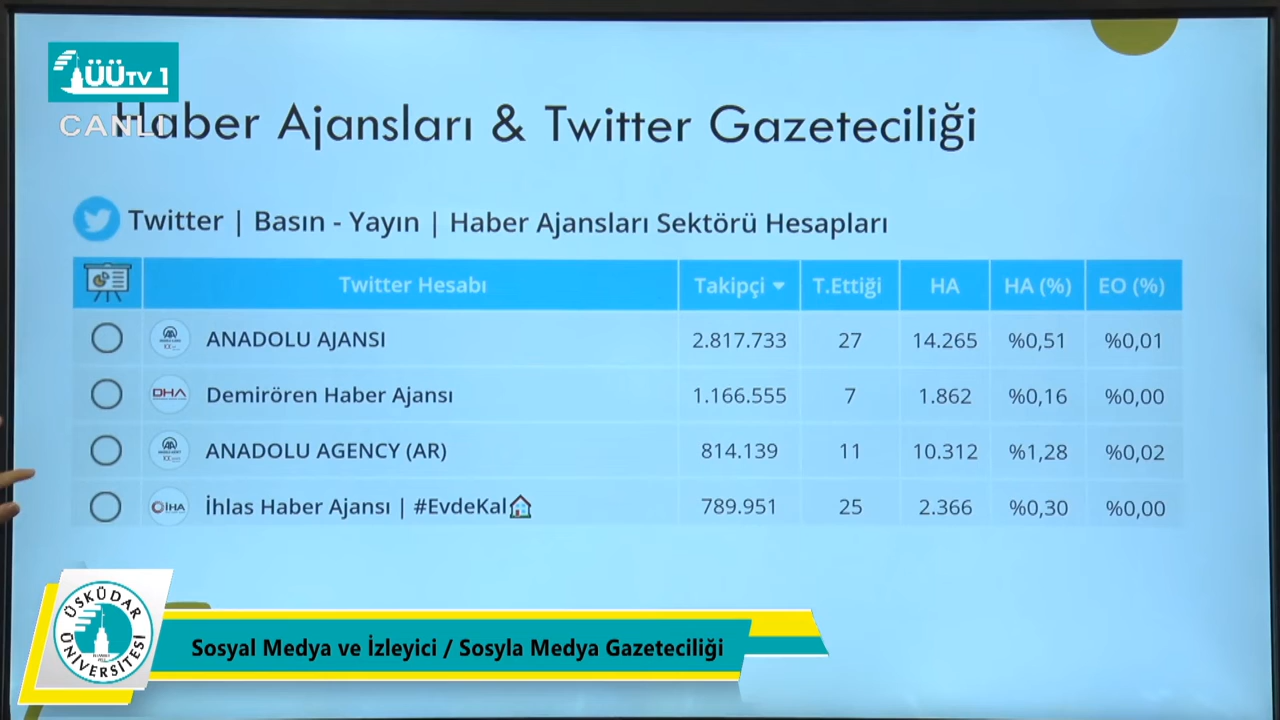 ÜÜTV 1
CANLI
Haber Ajansları & Twitter Gazeteciliği
Twitter | Basın - Yayın | Haber Ajansları Sektörü Hesapları
Twitter Hesabı Takipçi T.Ettiği HA HA (%) EO (%)
ANADOLU AJANSI 2.817.733 27 14.265 %0,51 %0,01
DHA Demirören Haber Ajansı 1.166.555 7 1.862 %0,16 %0,00
ANADOLU AGENCY (AR) 814.139 11 10.312 %1,28 %0,02
İHA İhlas Haber Ajansı | #EvdeKal 789.951 25 2.366 %0,30 %0,00
ÜSKÜDAR ÜNİVERSİTESİ
Sosyal Medya ve İzleyici / Sosyla Medya Gazeteciliği